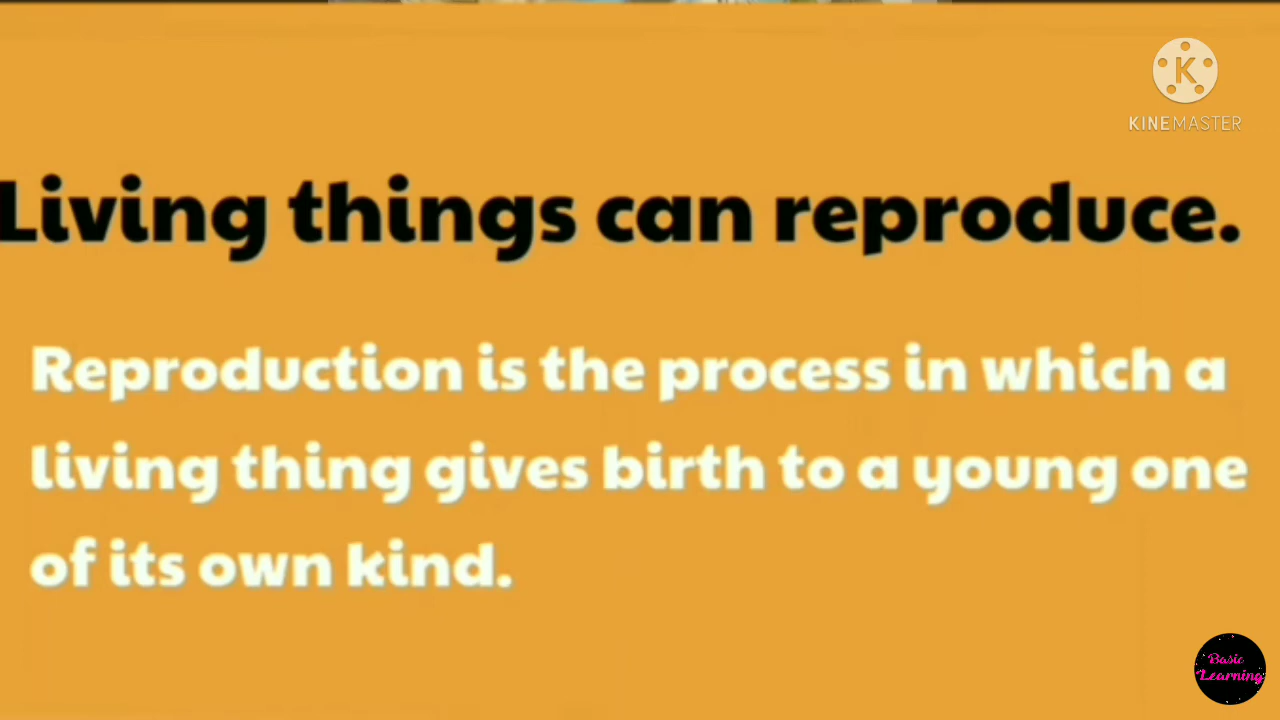 K
KINEMASTER
Living things can reproduce.
Reproduction is the process in which a
living thing gives birth to a young one
of its own kind.
Basic
Learning